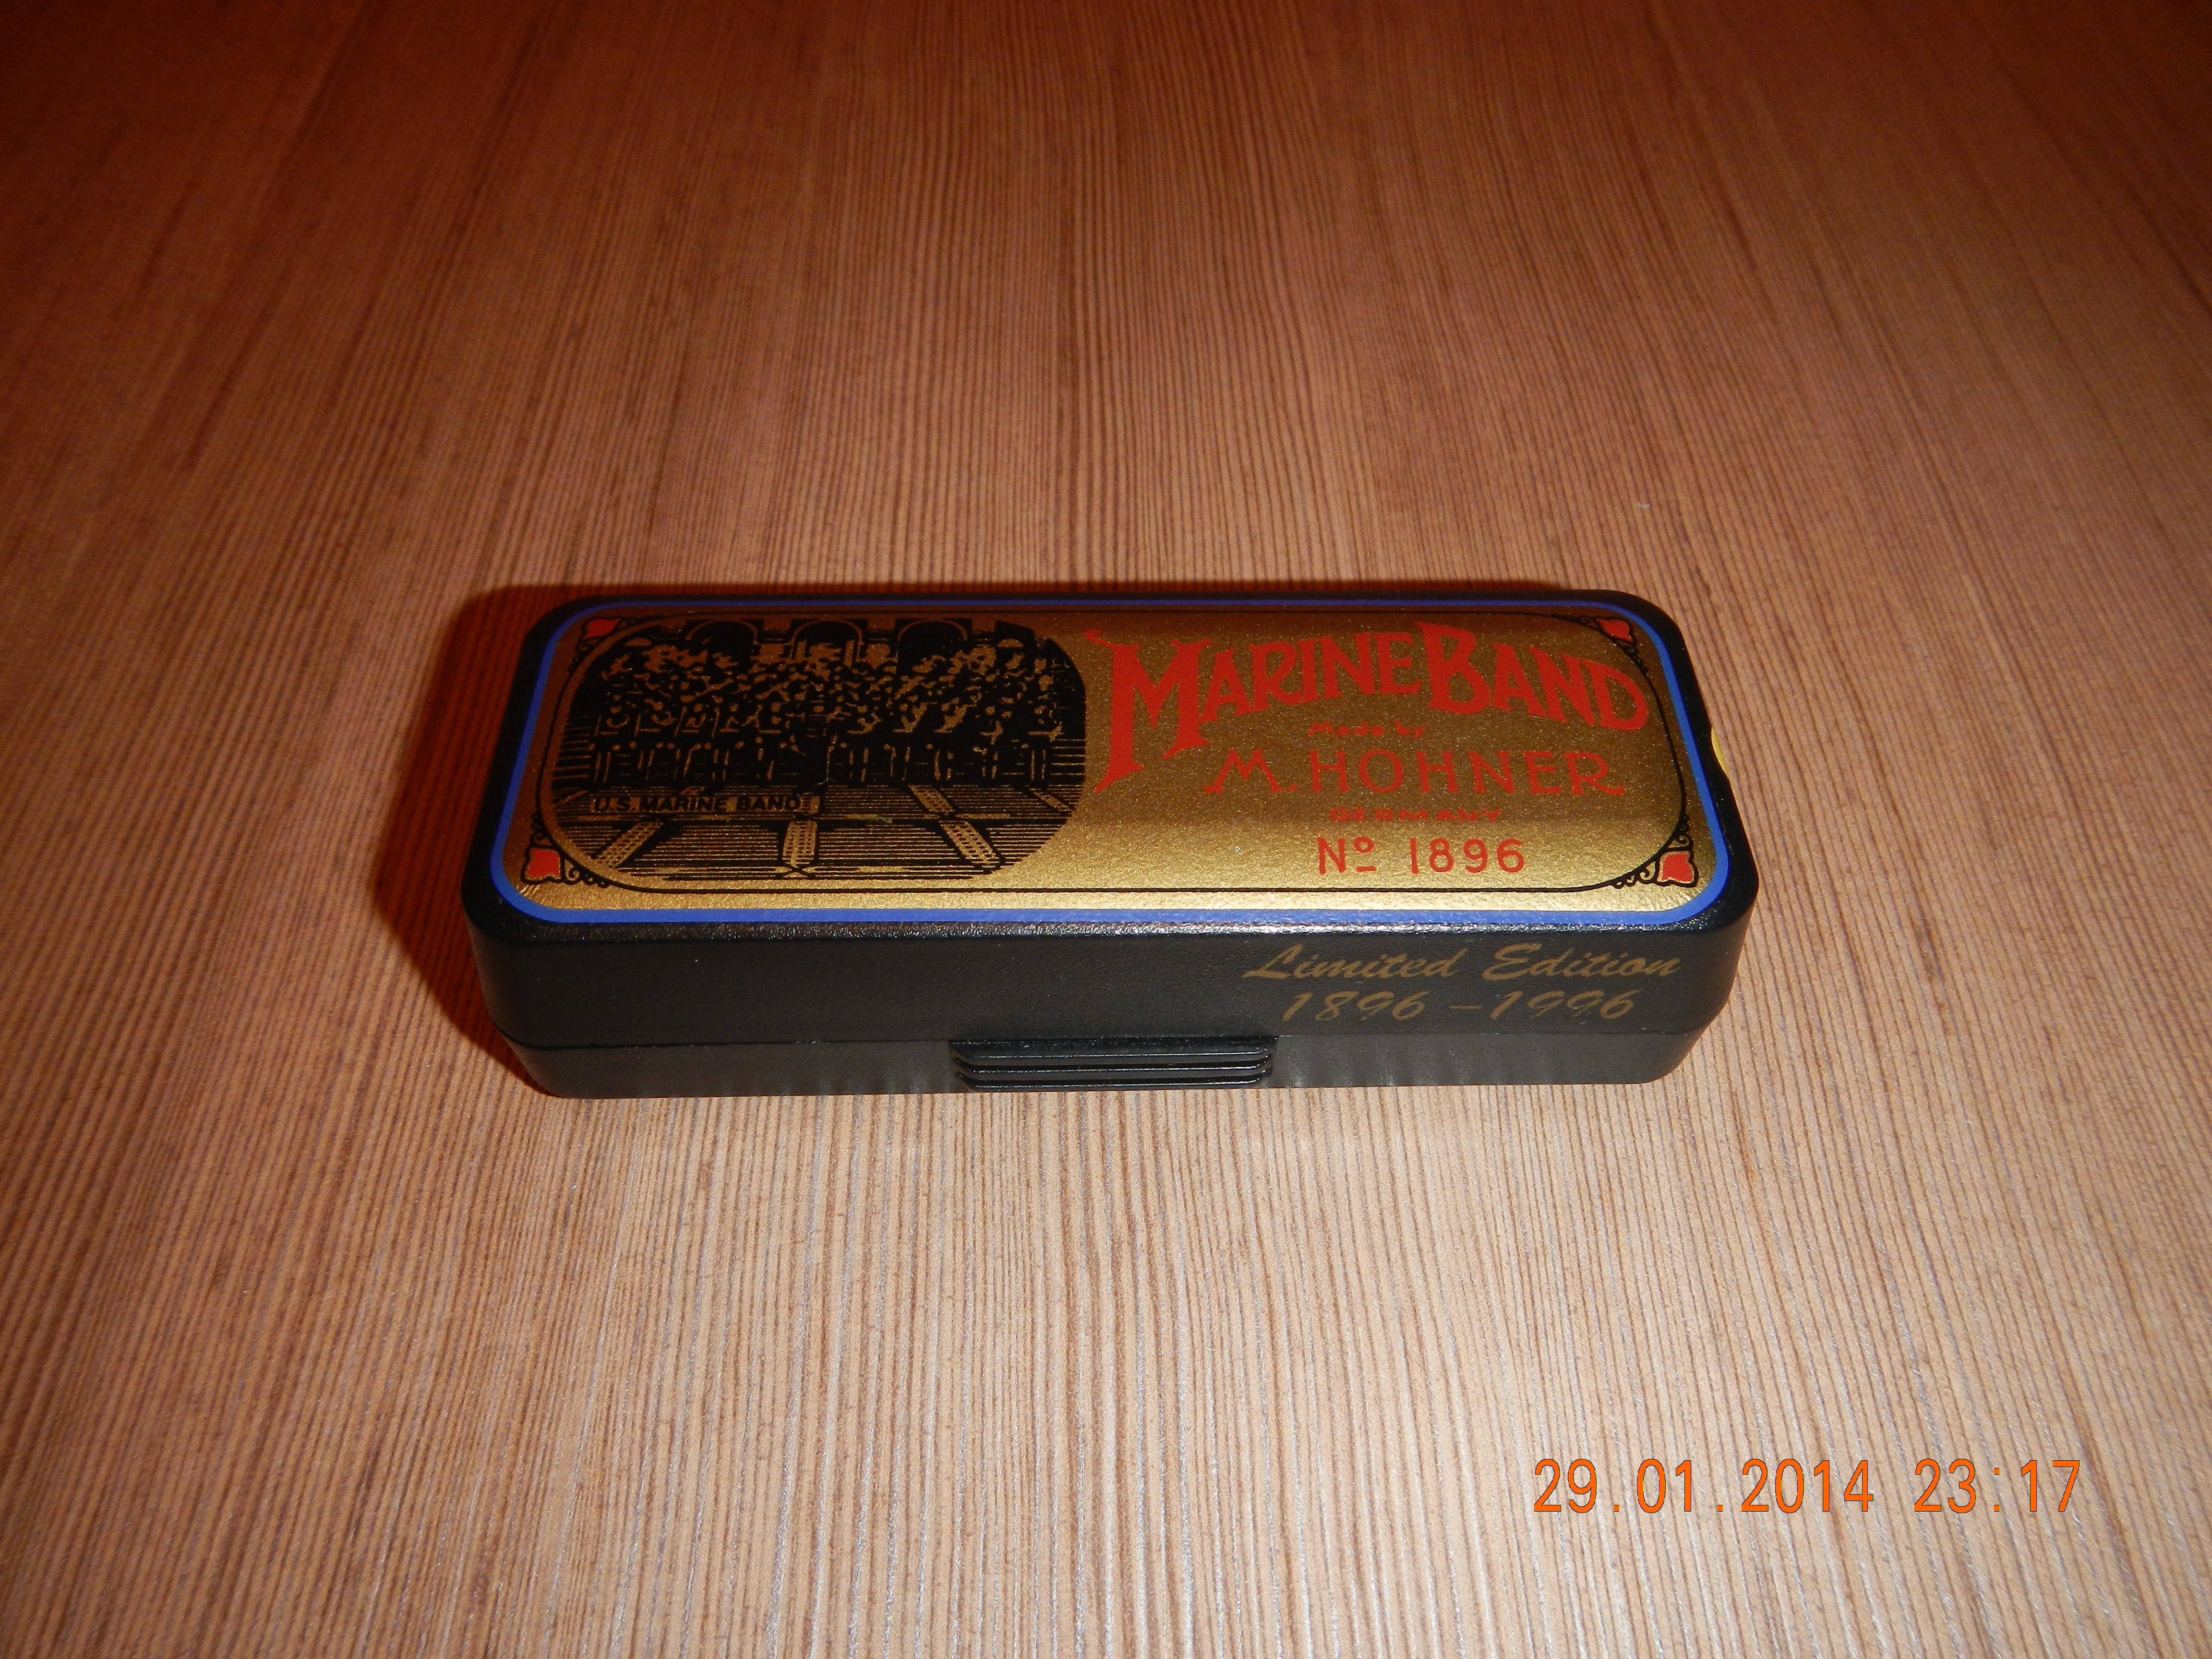 MARINE BAND
Made by
M. HOHNER
GERMANY
Nº 1896
U.S. MARINE BAND
Limited Edition
1896 – 1996
29.01.2014 23:17